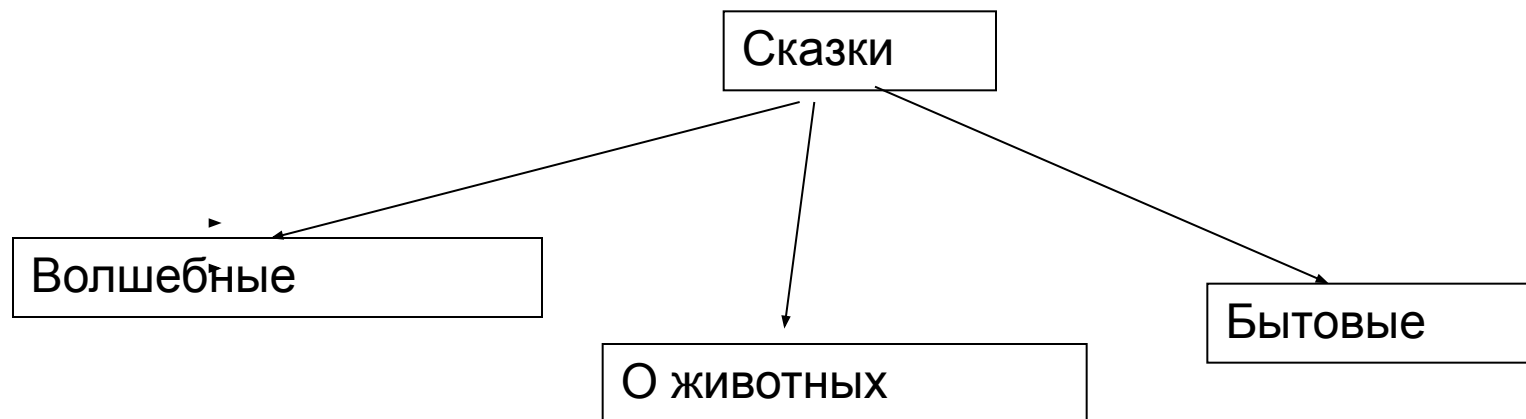 Сказки
Волшебные
О животных
Бытовые